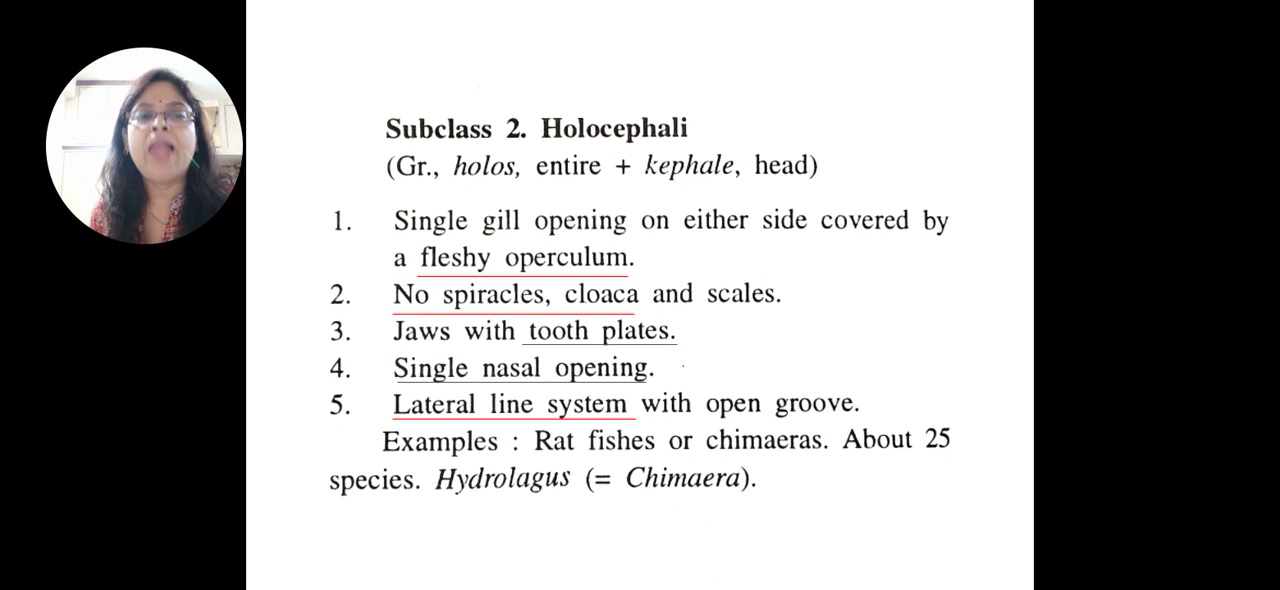 Subclass 2. Holocephali
(Gr., holos, entire + kephale, head)
1. Single gill opening on either side covered by
a fleshy operculum.
2. No spiracles, cloaca and scales.
3. Jaws with tooth plates.
4. Single nasal opening.
5. Lateral line system with open groove.
Examples : Rat fishes or chimaeras. About 25
species. Hydrolagus (= Chimaera).